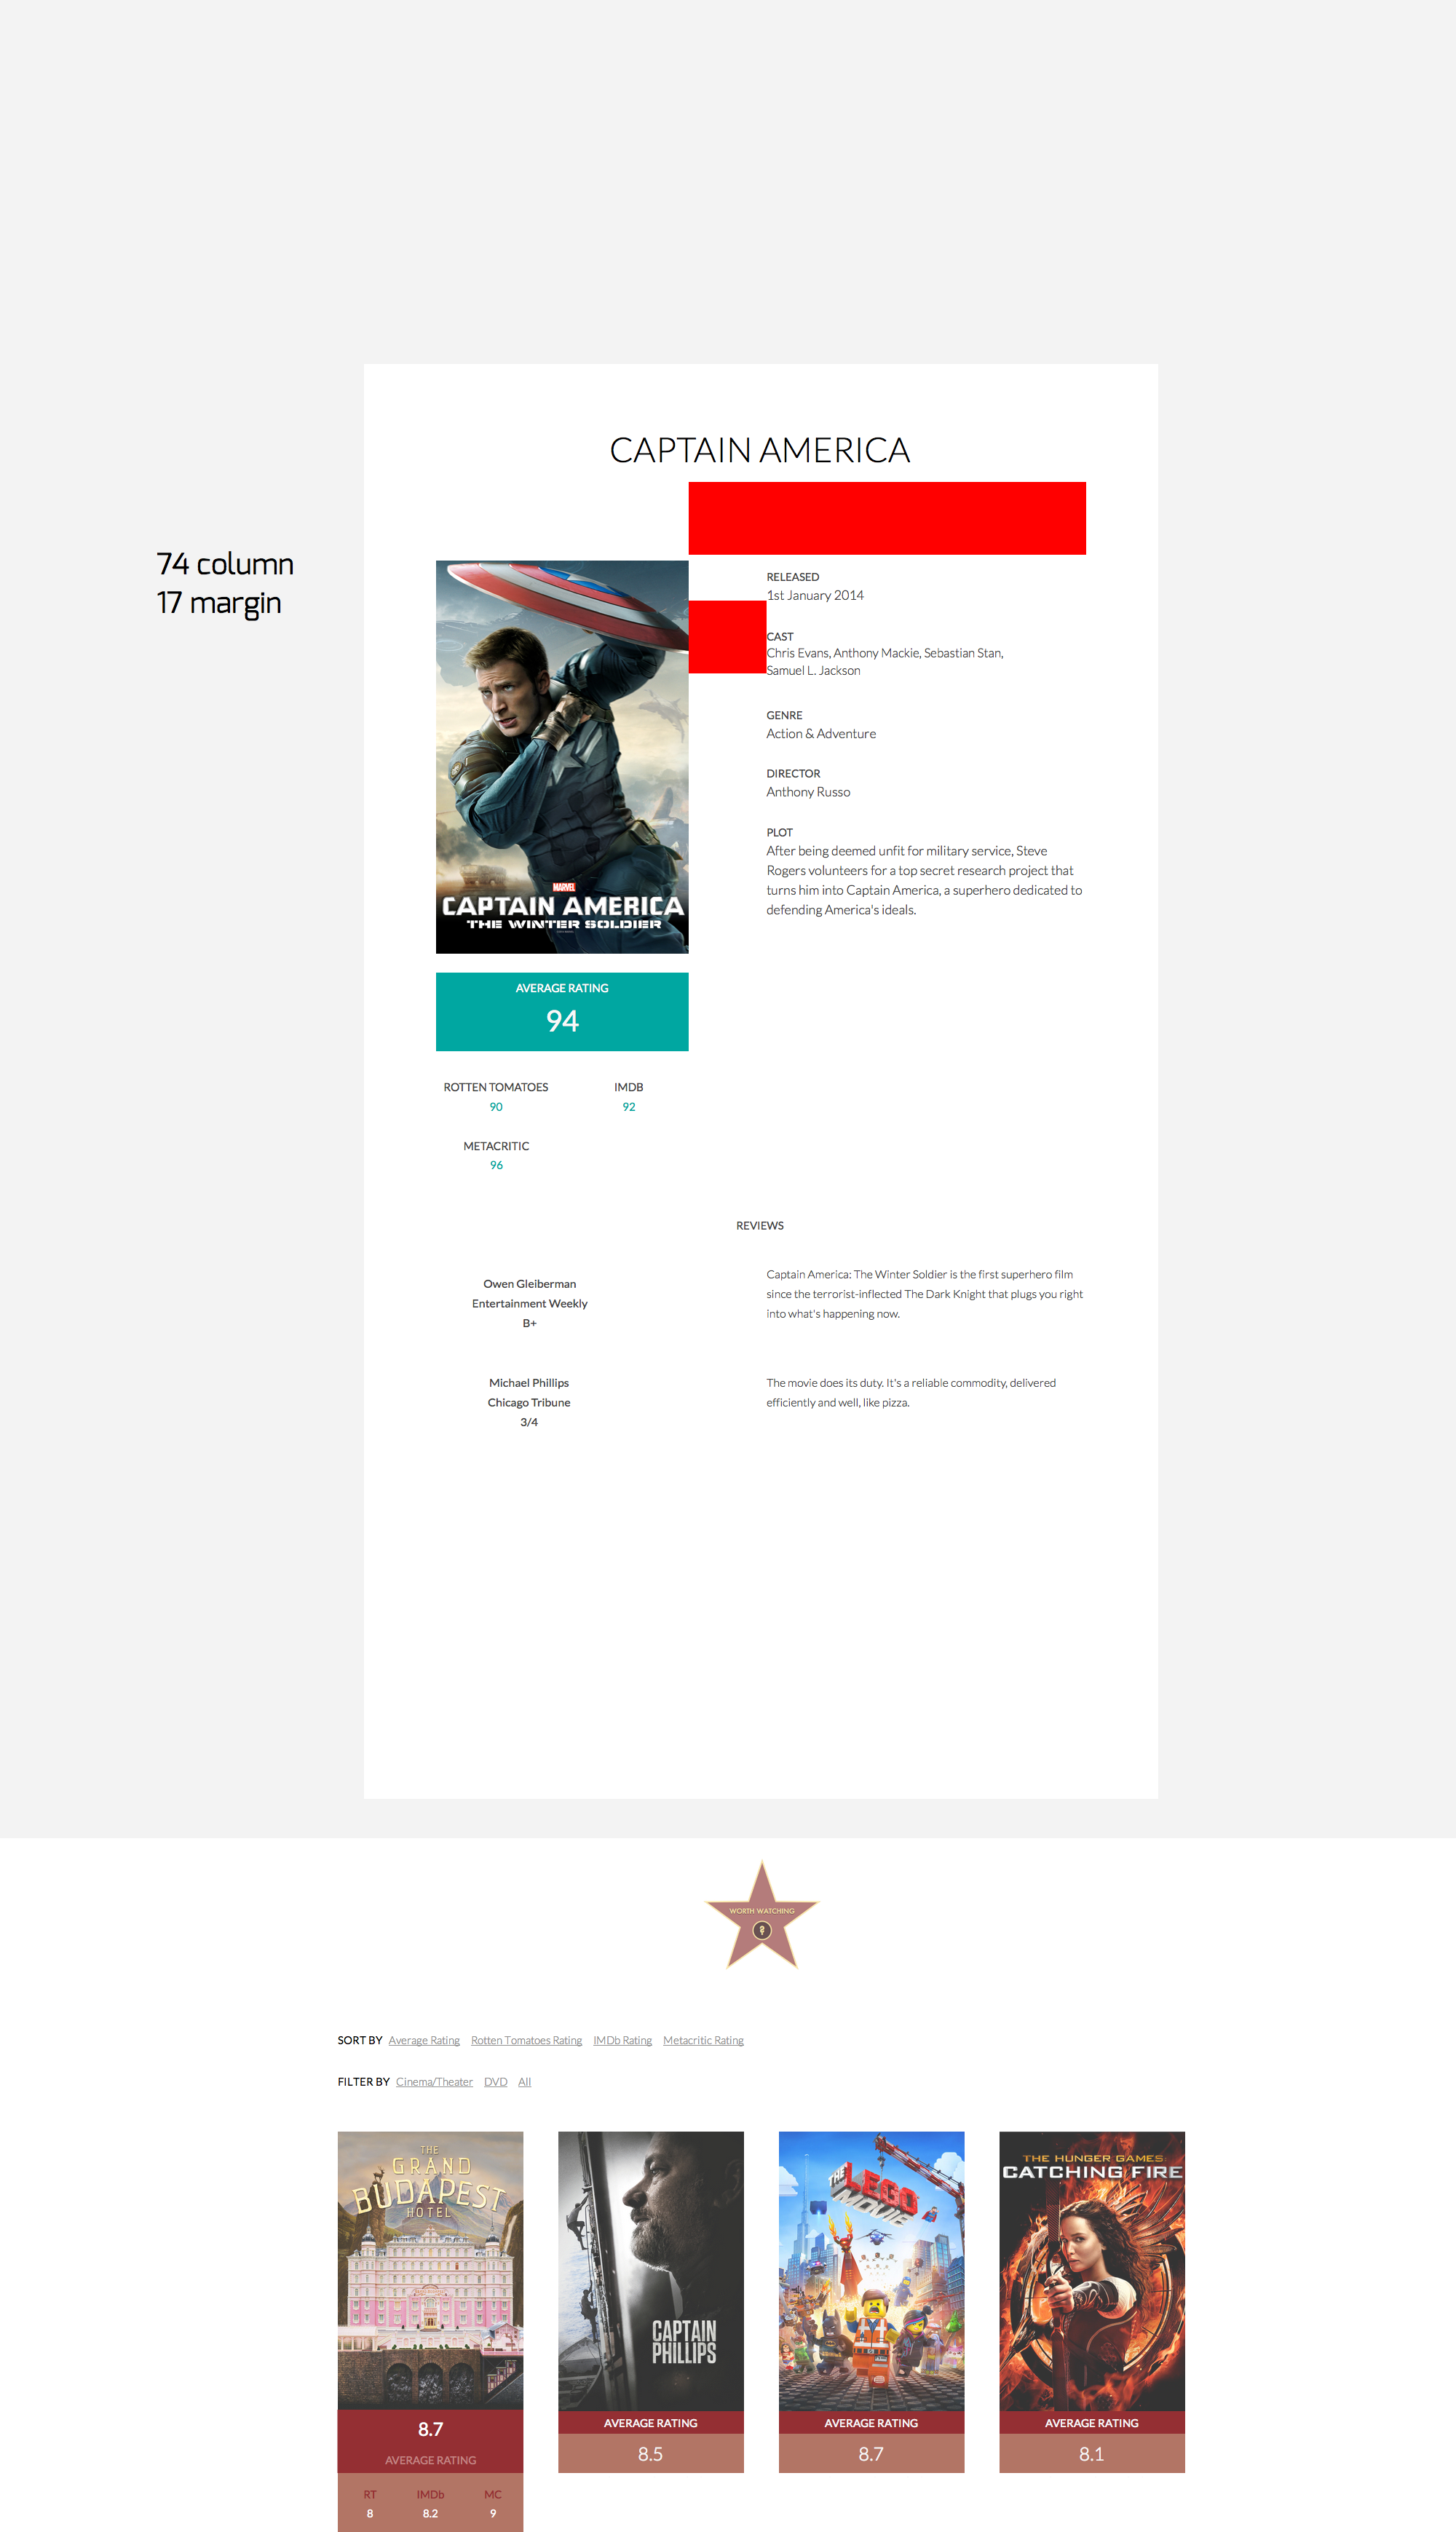 CAPTAIN AMERICA
74 column
17 margin
RELEASED
1st January 2014
CAST
Chris Evans, Anthony Mackie, Sebastian Stan,
Samuel L. Jackson
GENRE
Action & Adventure
DIRECTOR
Anthony Russo
PLOT
After being deemed unfit for military service, Steve
Rogers volunteers for a top secret research project that
turns him into Captain America, a superhero dedicated to
defending America's ideals.
MARVEL
CAPTAIN AMERICA
THE WINTER SOLDIER
AVERAGE RATING
94
ROTTEN TOMATOES
90
IMDB
92
METACRITIC
96
REVIEWS
Owen Gleiberman
Entertainment Weekly
B+
Captain America: The Winter Soldier is the first superhero film
since the terrorist-inflected The Dark Knight that plugs you right
into what's happening now.
Michael Phillips
Chicago Tribune
3/4
The movie does its duty. It's a reliable commodity, delivered
efficiently and well, like pizza.
WORTH WATCHING
SORT BY Average Rating Rotten Tomatoes Rating IMDb Rating Metacritic Rating
FILTER BY Cinema/Theater DVD All
THE
GRAND
BUDAPEST
HOTEL
8.7
AVERAGE RATING
RT IMDb MC
8 8.2 9
CAPTAIN
PHILLIPS
AVERAGE RATING
8.5
THE LEGO
MOVIE
AVERAGE RATING
8.7
THE HUNGER GAMES:
CATCHING FIRE
AVERAGE RATING
8.1